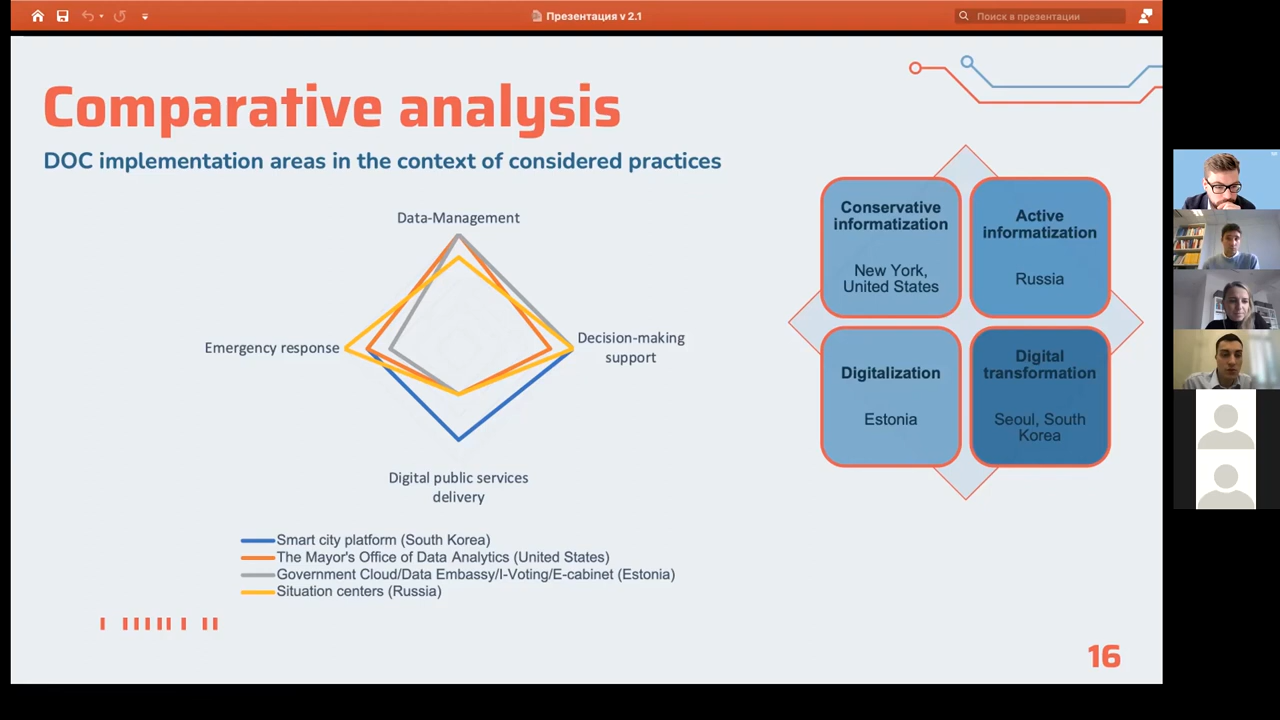 Презентация v 2.1
Поиск в презентации
Comparative analysis
DOC implementation areas in the context of considered practices
Data-Management
Emergency response
Decision-making
support
Digital public services
delivery
Smart city platform (South Korea)
The Mayor's Office of Data Analytics (United States)
Government Cloud/Data Embassy/I-Voting/E-cabinet (Estonia)
Situation centers (Russia)
Conservative
informatization
New York,
United States
Active
informatization
Russia
Digitalization
Estonia
Digital
transformation
Seoul, South
Korea
16